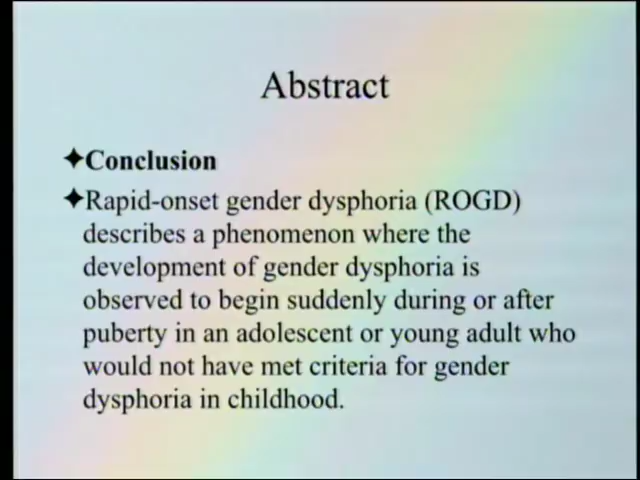 Abstract
✦Conclusion
✦Rapid-onset gender dysphoria (ROGD)
describes a phenomenon where the
development of gender dysphoria is
observed to begin suddenly during or after
puberty in an adolescent or young adult who
would not have met criteria for gender
dysphoria in childhood.